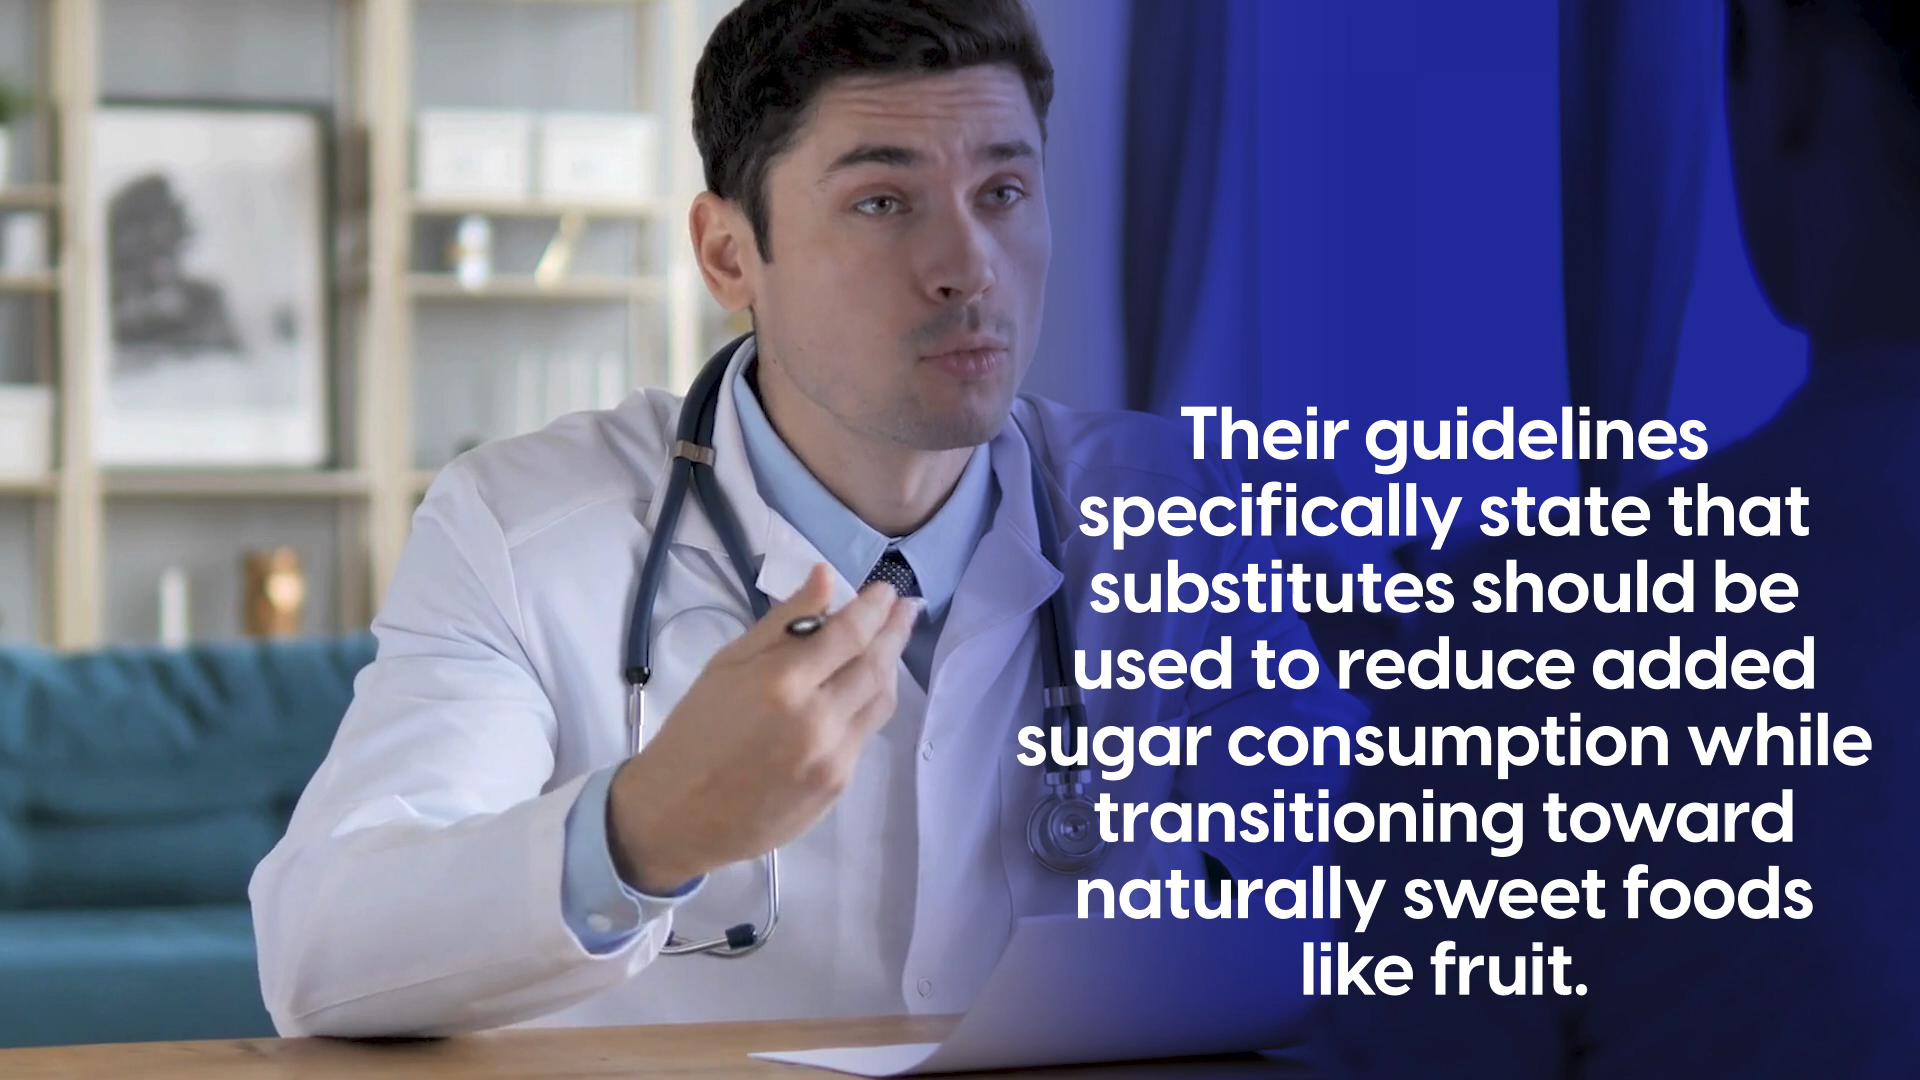 Their guidelines
specifically state that
substitutes should be
used to reduce added
sugar consumption while
transitioning toward
naturally sweet foods
like fruit.